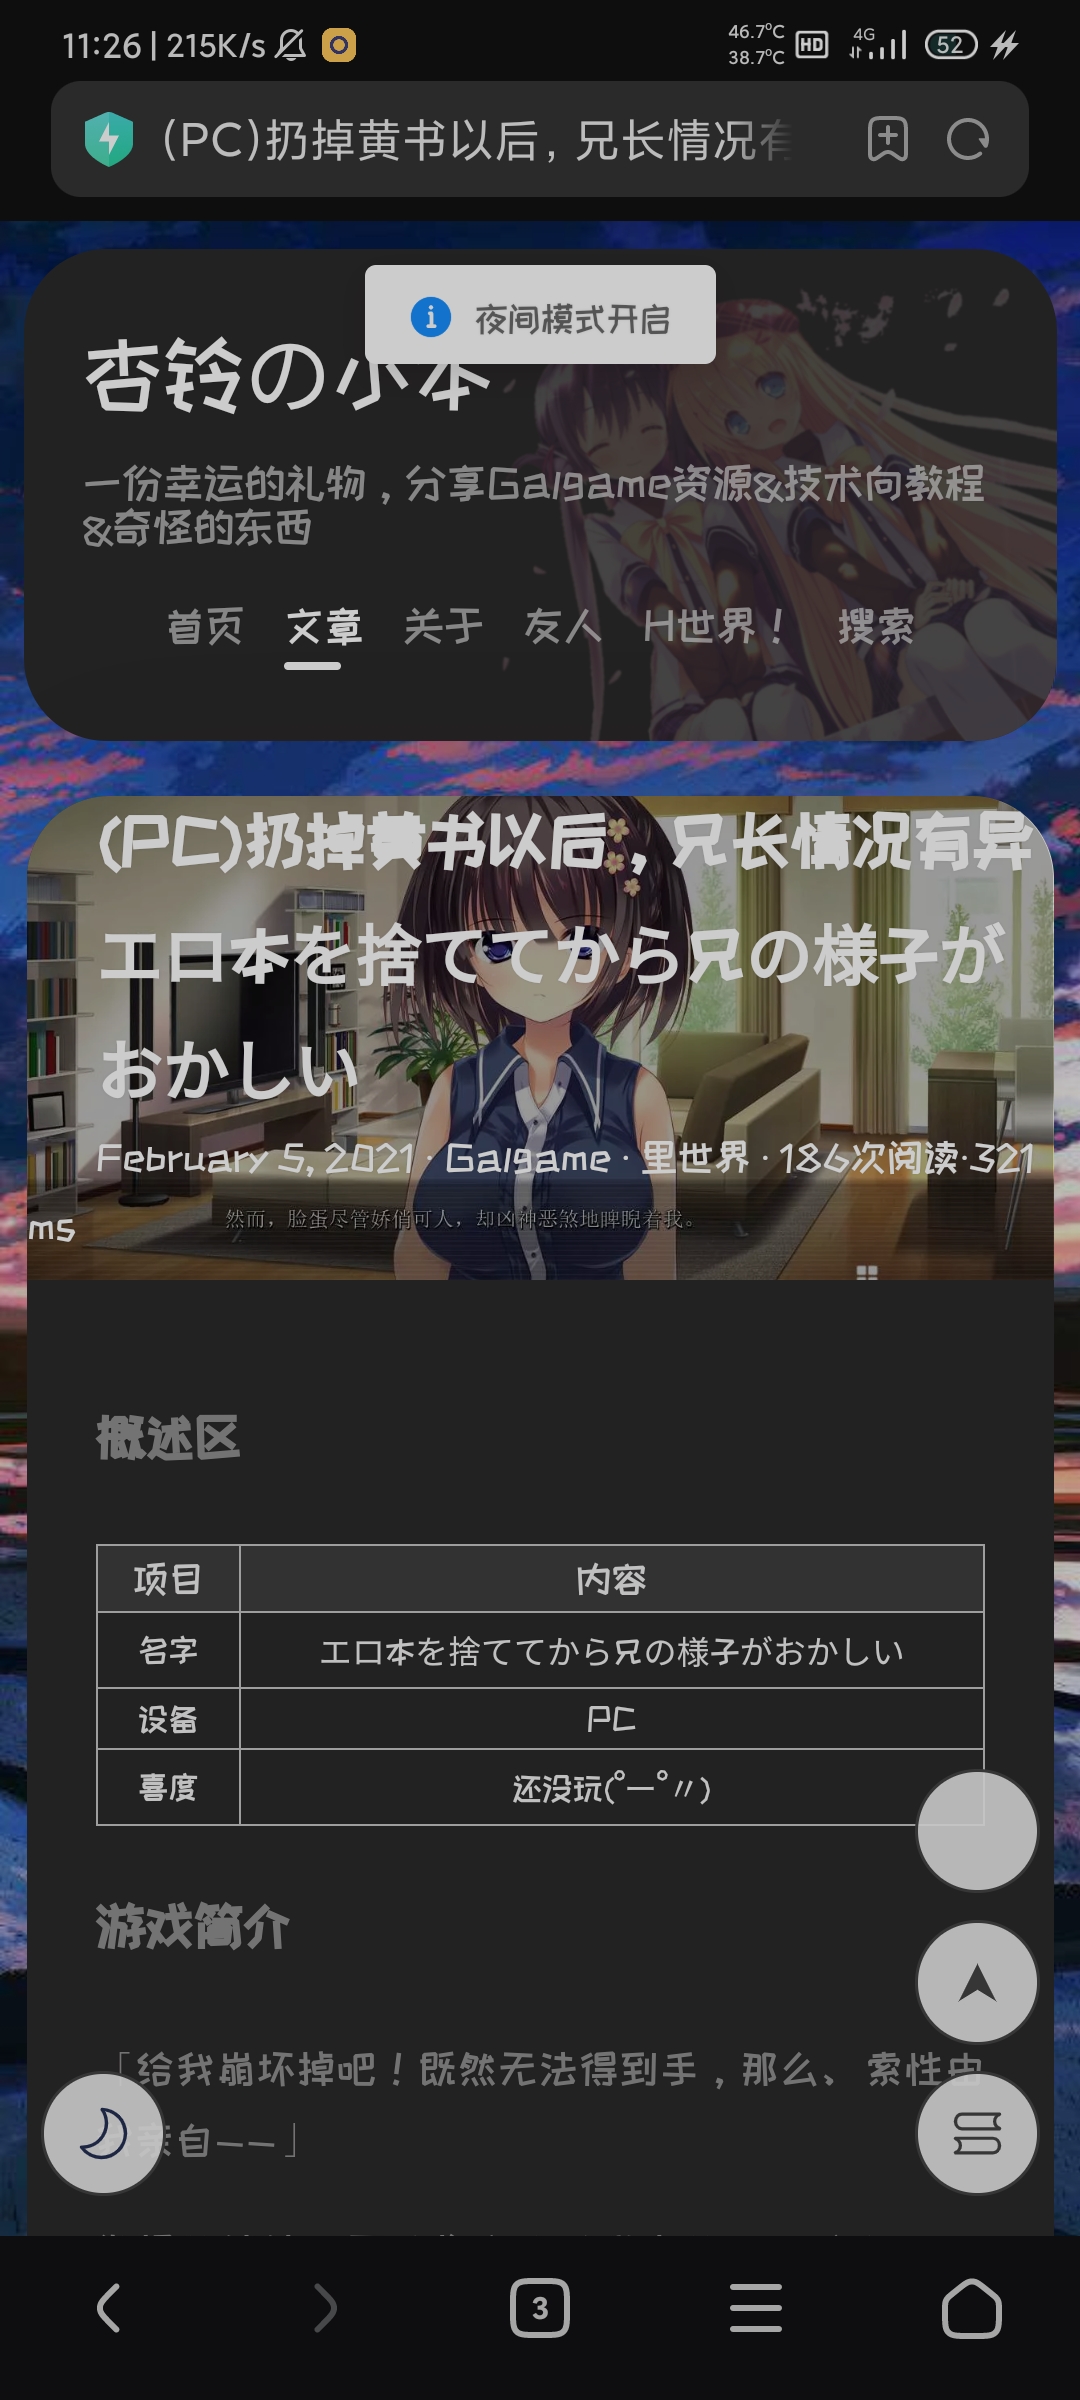 11:26 | 215K/s
46.7°C
38.7°C
HD
4G
52
(PC)扔掉黄书以后, 兄长情况有
夜间模式开启
杏铃の小本
一份幸运的礼物，分享Galgame资源&技术向教程
&奇怪的东西
首页 文章 关于 友人 H世界！ 搜索
(PC)扔掉黄书以后，兄长情况有异
エロ本を捨ててから兄の様子が
おかしい
February 5, 2021 · Galgame · 里世界 · 186次阅读·321
ms
然而，脸蛋尽管娇俏可人，却凶神恶煞地睥睨着我。
概述区
项目 内容
名字 エロ本を捨ててから兄の様子がおかしい
设备 PC
喜度 还没玩(°ー°〃)
游戏简介
「给我崩坏掉吧！既然无法得到手，那么、索性由
亲自——」
3